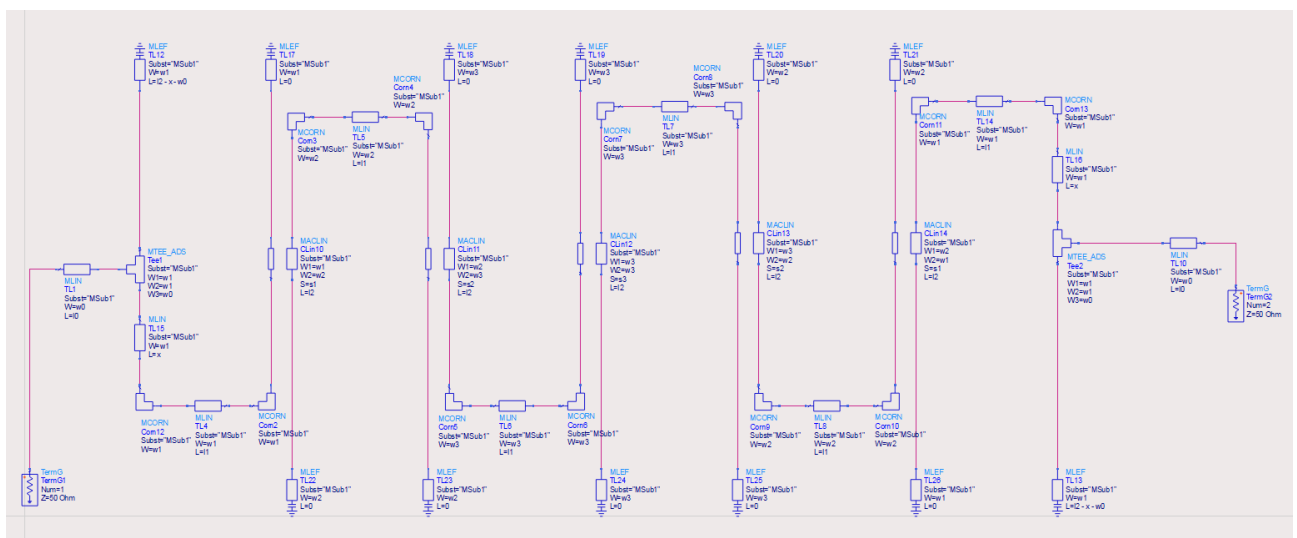 MLEF
TL12
Subst="MSub1"
W=w1
L=l2 - x - w0
MLEF
TL17
Subst="MSub1"
W=w1
L=0
MLEF
TL18
Subst="MSub1"
W=w3
L=0
MLEF
TL19
Subst="MSub1"
W=w3
L=0
MLEF
TL20
Subst="MSub1"
W=w2
L=0
MLEF
TL21
Subst="MSub1"
W=w2
L=0
MCORN
Corn3
Subst="MSub1"
W=w2
MLIN
TL5
Subst="MSub1"
W=w2
L=l1
MCORN
Corn4
Subst="MSub1"
W=w2
MCORN
Corn7
Subst="MSub1"
W=w3
MLIN
TL7
Subst="MSub1"
W=w3
L=l1
MCORN
Corn8
Subst="MSub1"
W=w3
MCORN
Corn11
Subst="MSub1"
W=w1
MLIN
TL14
Subst="MSub1"
W=w1
L=l1
MCORN
Corn13
Subst="MSub1"
W=w1
MLIN
TL16
Subst="MSub1"
W=w1
L=x
MLIN
TL1
Subst="MSub1"
W=w0
L=l0
MTEE_ADS
Tee1
Subst="MSub1"
W1=w1
W2=w1
W3=w0
MACLIN
CLin10
Subst="MSub1"
W1=w1
W2=w2
S=s1
L=l2
MACLIN
CLin11
Subst="MSub1"
W1=w2
W2=w3
S=s2
L=l2
MACLIN
CLin12
Subst="MSub1"
W1=w3
W2=w3
S=s3
L=l2
MACLIN
CLin13
Subst="MSub1"
W1=w3
W2=w2
S=s2
L=l2
MACLIN
CLin14
Subst="MSub1"
W1=w2
W2=w1
S=s1
L=l2
MTEE_ADS
Tee2
Subst="MSub1"
W1=w1
W2=w1
W3=w0
MLIN
TL10
Subst="MSub1"
W=w0
L=l0
TermG
TermG2
Num=2
Z=50 Ohm
MLIN
TL15
Subst="MSub1"
W=w1
L=x
MCORN
Corn12
Subst="MSub1"
W=w1
MLIN
TL4
Subst="MSub1"
W=w1
L=l1
MCORN
Corn2
Subst="MSub1"
W=w1
MCORN
Corn5
Subst="MSub1"
W=w3
MLIN
TL6
Subst="MSub1"
W=w3
L=l1
MCORN
Corn6
Subst="MSub1"
W=w3
MCORN
Corn9
Subst="MSub1"
W=w2
MLIN
TL8
Subst="MSub1"
W=w2
L=l1
MCORN
Corn10
Subst="MSub1"
W=w2
TermG
TermG1
Num=1
Z=50 Ohm
MLEF
TL22
Subst="MSub1"
W=w2
L=0
MLEF
TL23
Subst="MSub1"
W=w2
L=0
MLEF
TL24
Subst="MSub1"
W=w3
L=0
MLEF
TL25
Subst="MSub1"
W=w3
L=0
MLEF
TL26
Subst="MSub1"
W=w1
L=0
MLEF
TL13
Subst="MSub1"
W=w1
L=l2 - x - w0